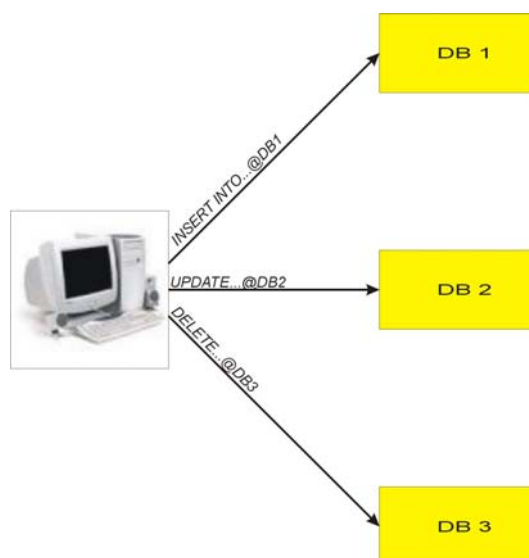 DB 1
INSERT INTO...@DB1
UPDATE...@DB2
DB 2
DELETE...@DB3
DB 3